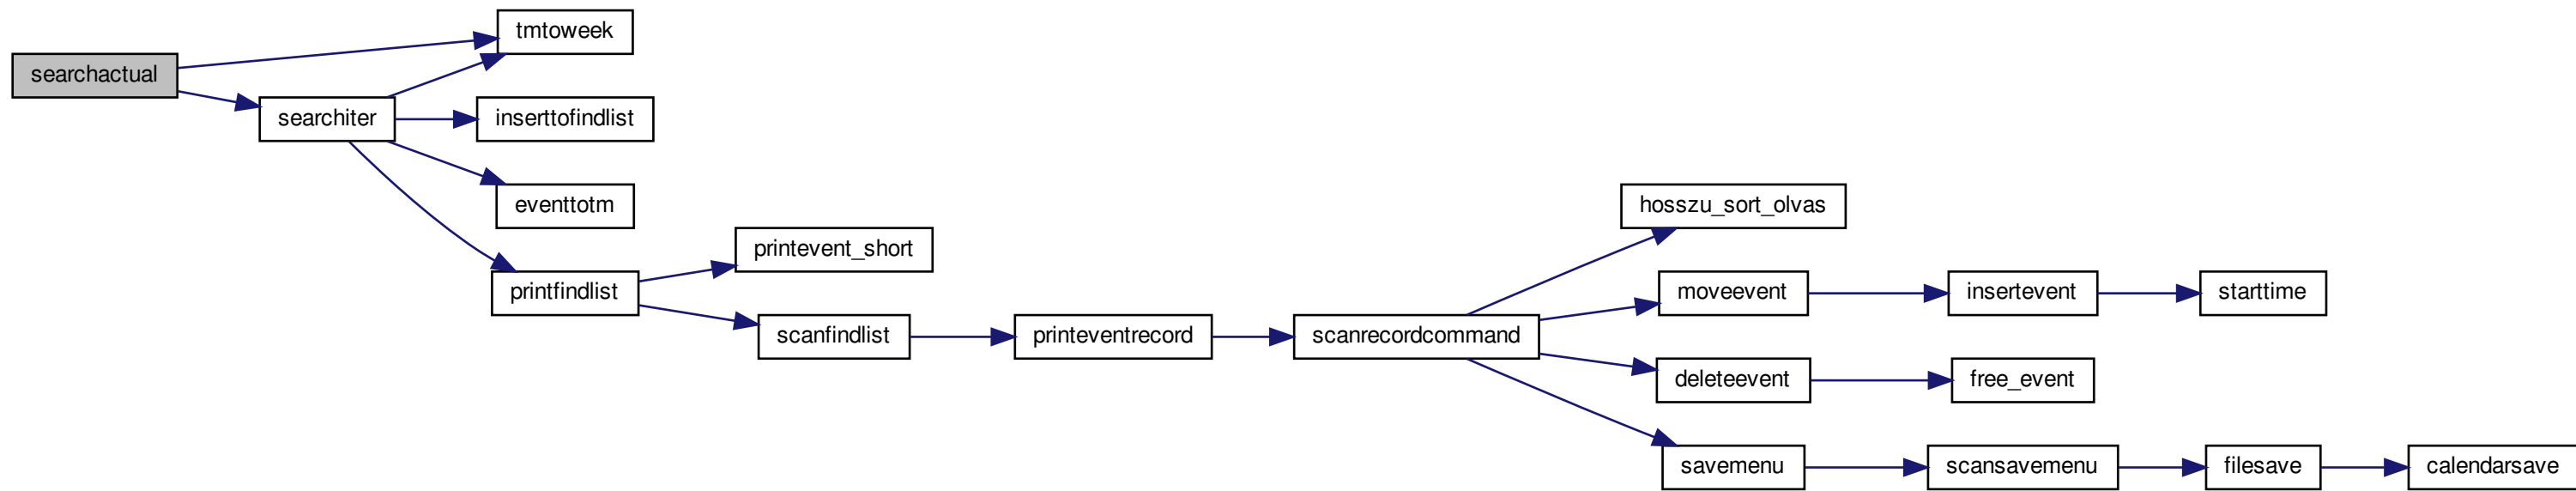 searchactual
tmtoweek
searchiter
inserttofindlist
eventtotm
printfindlist
printevent_short
scanfindlist
printeventrecord
scanrecordcommand
hosszu_sort_olvas
moveevent
insertevent
starttime
deleteevent
free_event
savemenu
scansavemenu
filesave
calendarsave